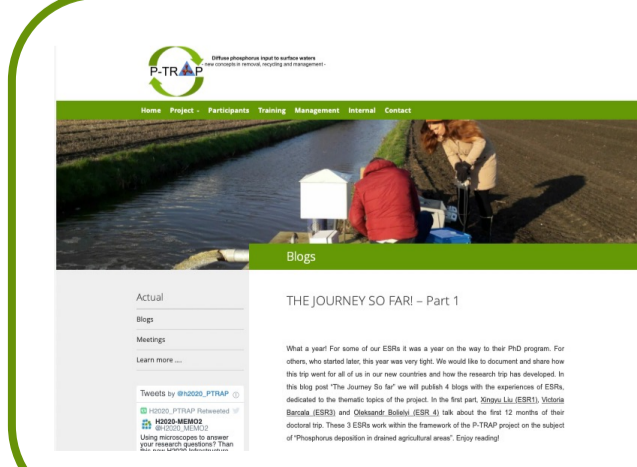 Diffuse phosphorus input to surface waters
- new concepts in removal, recycling and management -
P-TRAP
Home Project - Participants Training Management Internal Contact
Blogs
Actual
Blogs
Meetings
Learn more ....
Tweets by @h2020_PTRAP
H2020_PTRAP Retweeted
H2020-MEMO2
@H2020_MEMO2
Using microscopes to answer
your research questions? Than
this new H2020 Infrastructure
THE JOURNEY SO FAR! – Part 1
What a year! For some of our ESRs it was a year on the way to their PhD program. For
others, who started later, this year was very tight. We would like to document and share how
this trip went for all of us in our new countries and how the research trip has developed. In
this blog post "The Journey So far" we will publish 4 blogs with the experiences of ESRs,
dedicated to the thematic topics of the project. In the first part, Xingyu Liu (ESR1), Victoria
Barcala (ESR3) and Oleksandr Bolielyi (ESR 4) talk about the first 12 months of their
doctoral trip. These 3 ESRs work within the framework of the P-TRAP project on the subject
of "Phosphorus deposition in drained agricultural areas". Enjoy reading!